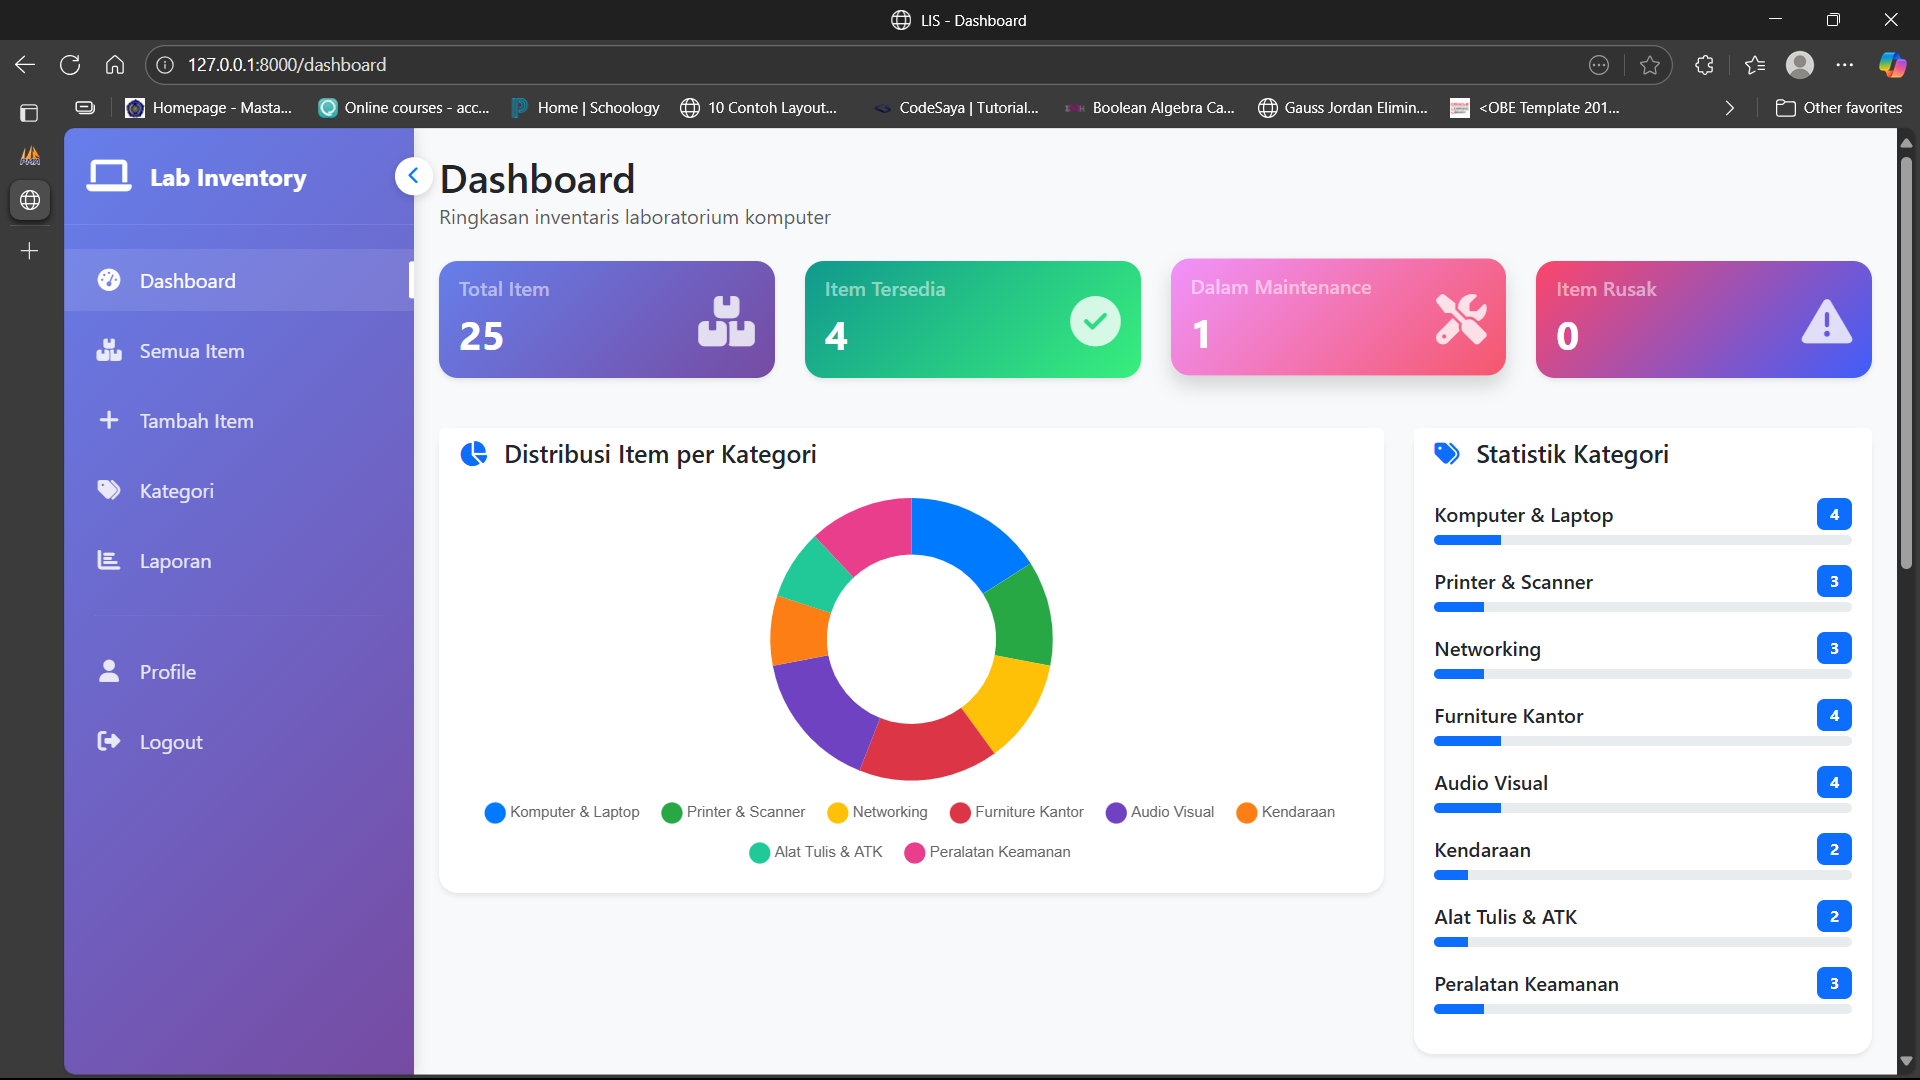 LIS - Dashboard
127.0.0.1:8000/dashboard
Homepage - Masta...
Online courses - acc...
Home | Schoology
10 Contoh Layout...
CodeSaya | Tutorial...
Boolean Algebra Ca...
Gauss Jordan Elimin...
<OBE Template 201...
Other favorites
Lab Inventory
Dashboard
Semua Item
Tambah Item
Kategori
Laporan
Profile
Logout
Dashboard
Ringkasan inventaris laboratorium komputer
Total Item
25
Item Tersedia
4
Dalam Maintenance
1
Item Rusak
0
Distribusi Item per Kategori
Komputer & Laptop
Printer & Scanner
Networking
Furniture Kantor
Audio Visual
Kendaraan
Alat Tulis & ATK
Peralatan Keamanan
Statistik Kategori
Komputer & Laptop 4
Printer & Scanner 3
Networking 3
Furniture Kantor 4
Audio Visual 4
Kendaraan 2
Alat Tulis & ATK 2
Peralatan Keamanan 3